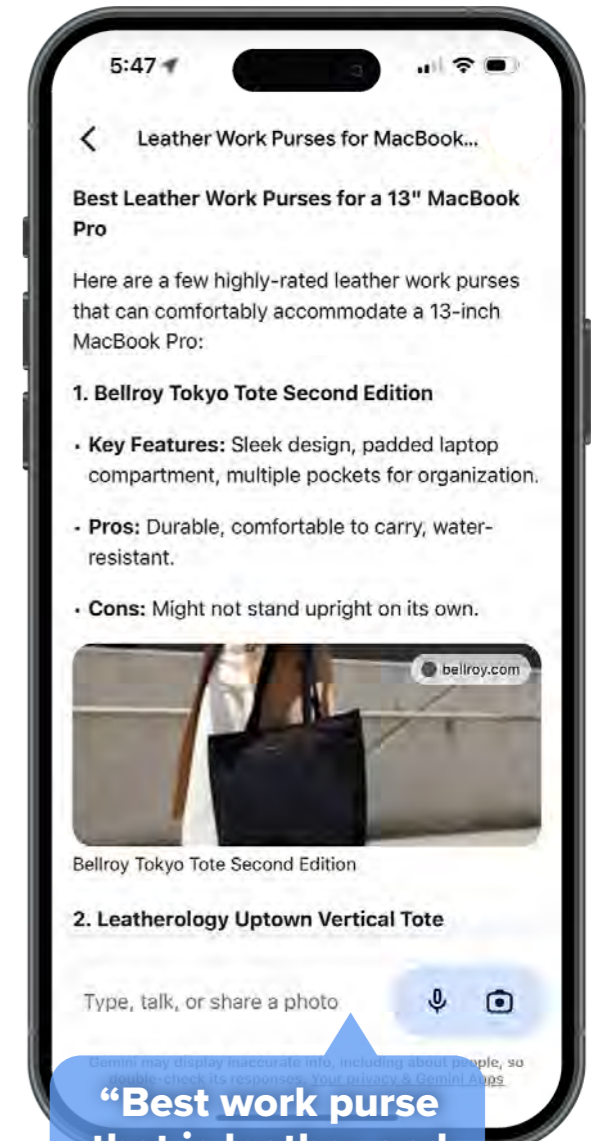 5:47
Leather Work Purses for MacBook...
Best Leather Work Purses for a 13" MacBook
Pro
Here are a few highly-rated leather work purses
that can comfortably accommodate a 13-inch
MacBook Pro:
1. Bellroy Tokyo Tote Second Edition
• Key Features: Sleek design, padded laptop
compartment, multiple pockets for organization.
• Pros: Durable, comfortable to carry, water-
resistant.
• Cons: Might not stand upright on its own.
bellroy.com
Bellroy Tokyo Tote Second Edition
2. Leatherology Uptown Vertical Tote
Type, talk, or share a photo
Gemini may display inaccurate info, including about people, so
double-check its responses. Your privacy & Gemini Apps
“Best work purse
that is leather and